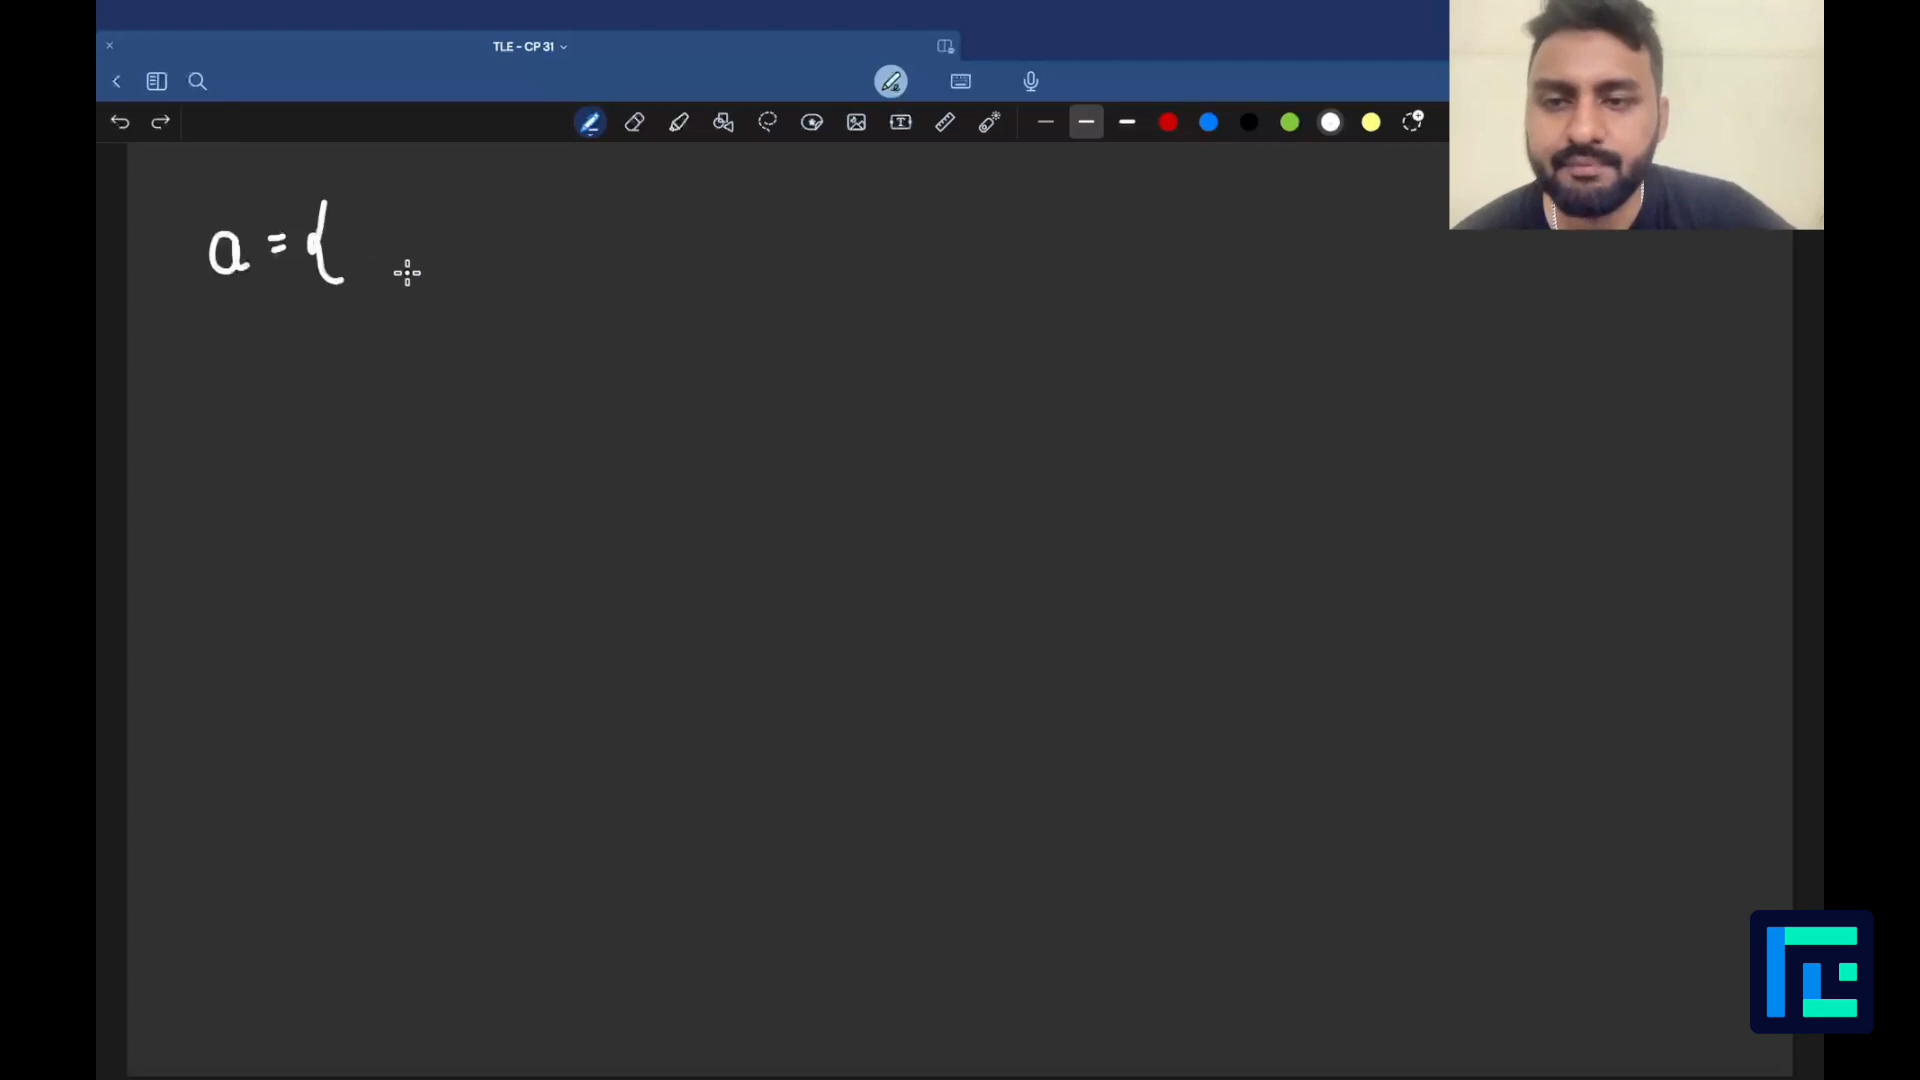 TLE - CP 31
a = {